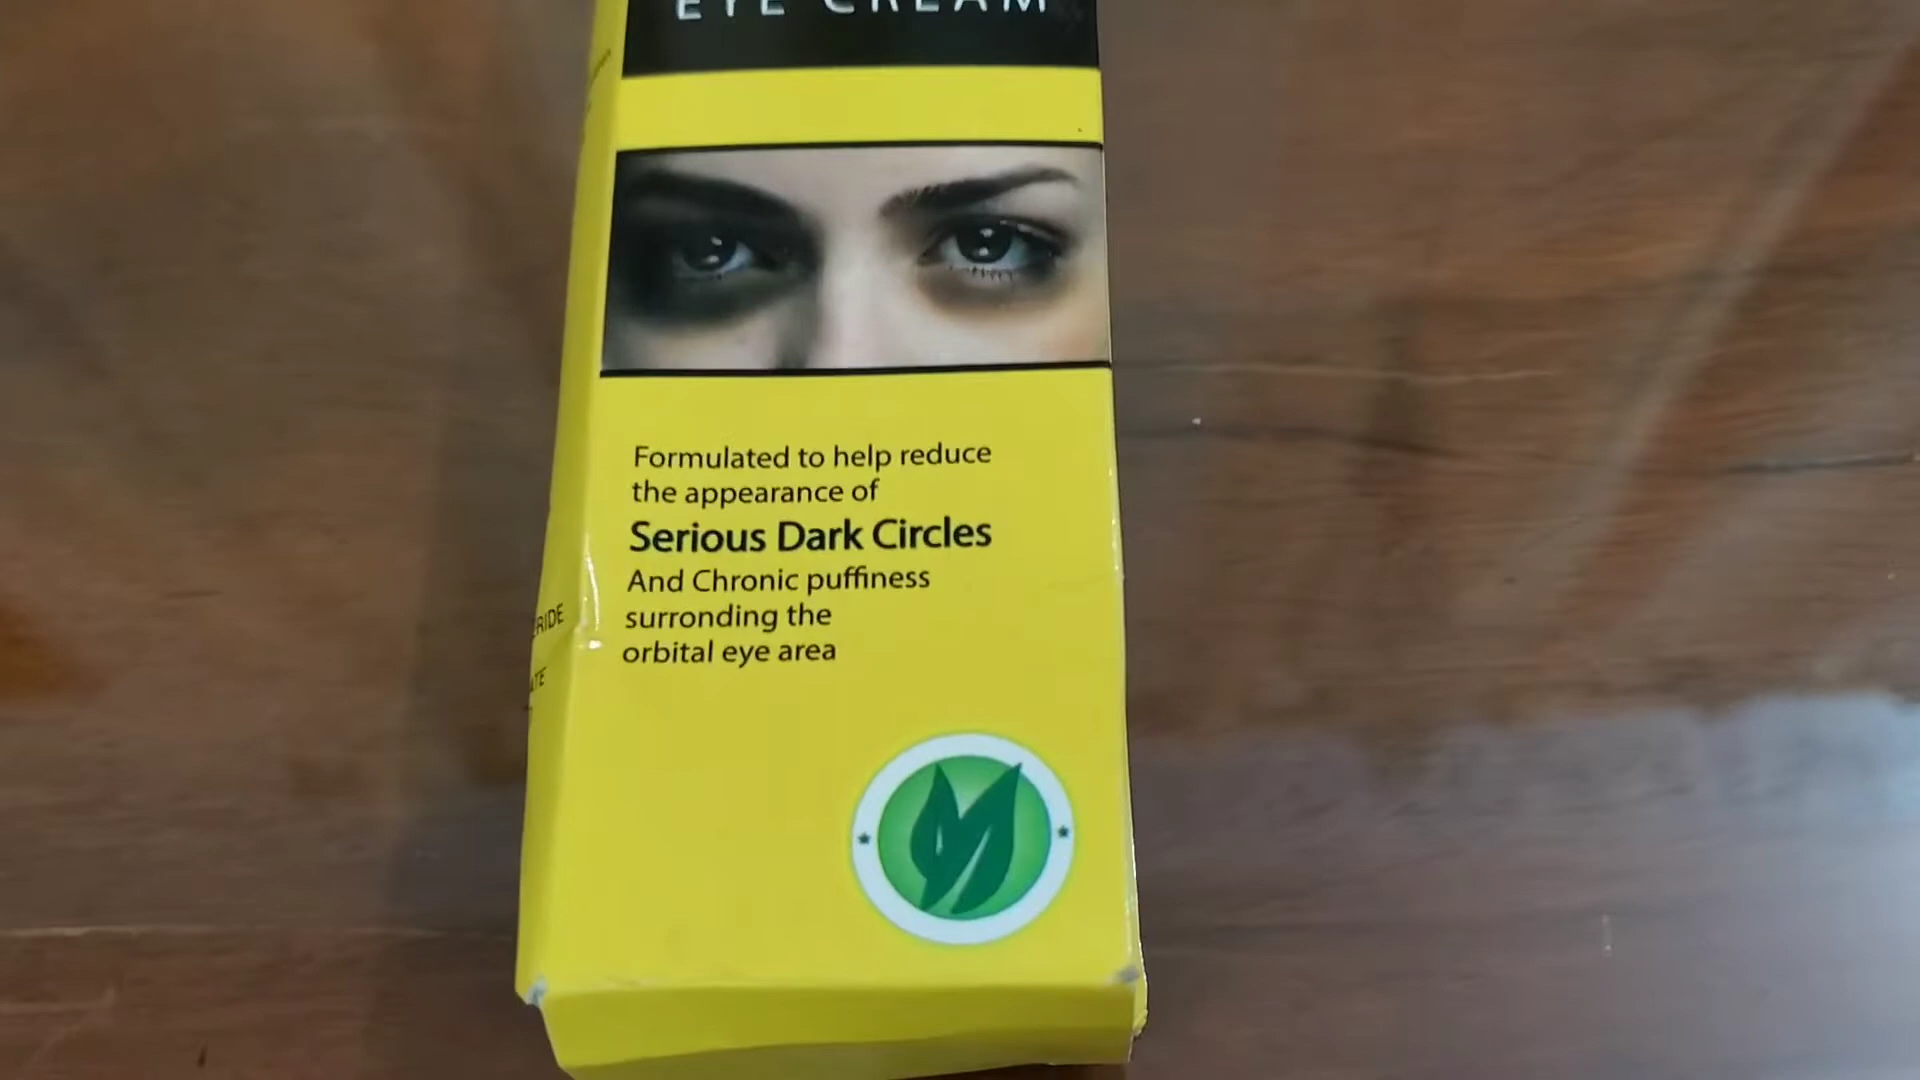 EYE CREAM
Formulated to help reduce
the appearance of
Serious Dark Circles
And Chronic puffiness
surronding the
orbital eye area